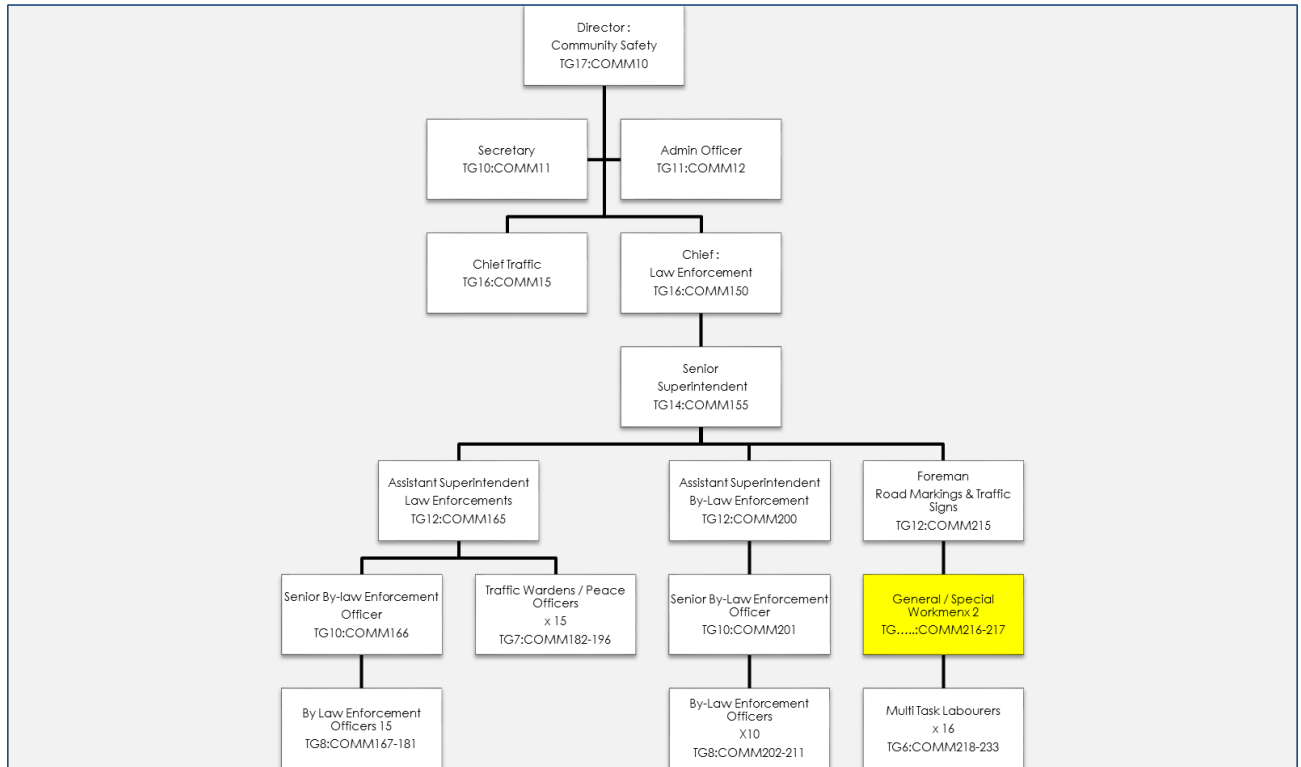 Director :
Community Safety
TG17:COMM10
Secretary
TG10:COMM11
Admin Officer
TG11:COMM12
Chief Traffic
TG16:COMM15
Chief :
Law Enforcement
TG16:COMM150
Senior
Superintendent
TG14:COMM155
Assistant Superintendent
Law Enforcements
TG12:COMM165
Assistant Superintendent
By-Law Enforcement
TG12:COMM200
Foreman
Road Markings & Traffic
Signs
TG12:COMM215
Senior By-law Enforcement
Officer
TG10:COMM166
Traffic Wardens / Peace
Officers
x 15
TG7:COMM182-196
Senior By-Law Enforcement
Officer
TG10:COMM201
General / Special
Workmenx 2
TG…..:COMM216-217
By Law Enforcement
Officers 15
TG8:COMM167-181
By-Law Enforcement
Officers
X10
TG8:COMM202-211
Multi Task Labourers
x 16
TG6:COMM218-233